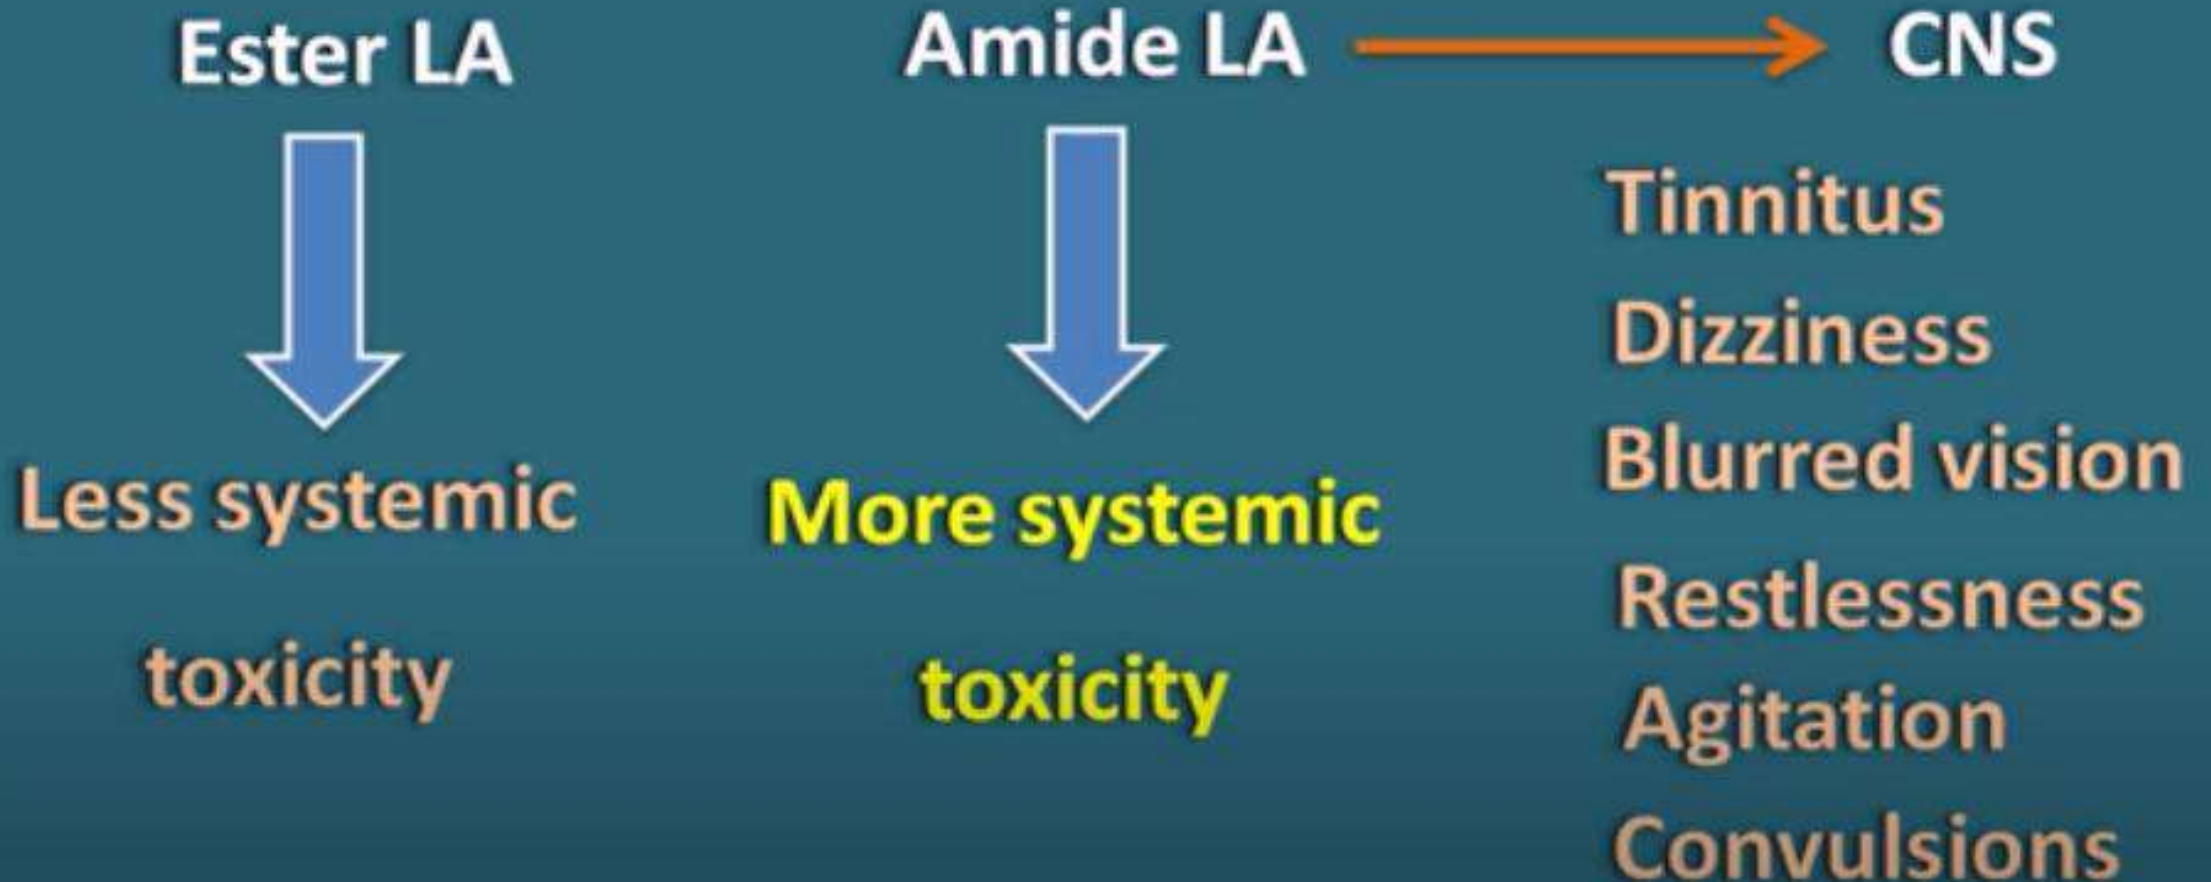 Ester LA
Less systemic
toxicity
Amide LA
More systemic
toxicity
CNS
Tinnitus
Dizziness
Blurred vision
Restlessness
Agitation
Convulsions